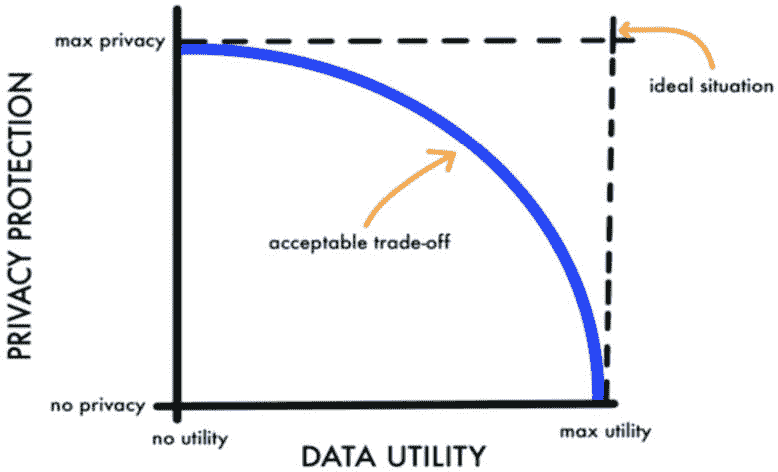 max privacy
ideal situation
PRIVACY PROTECTION
acceptable trade-off
no privacy
no utility
max utility
DATA UTILITY